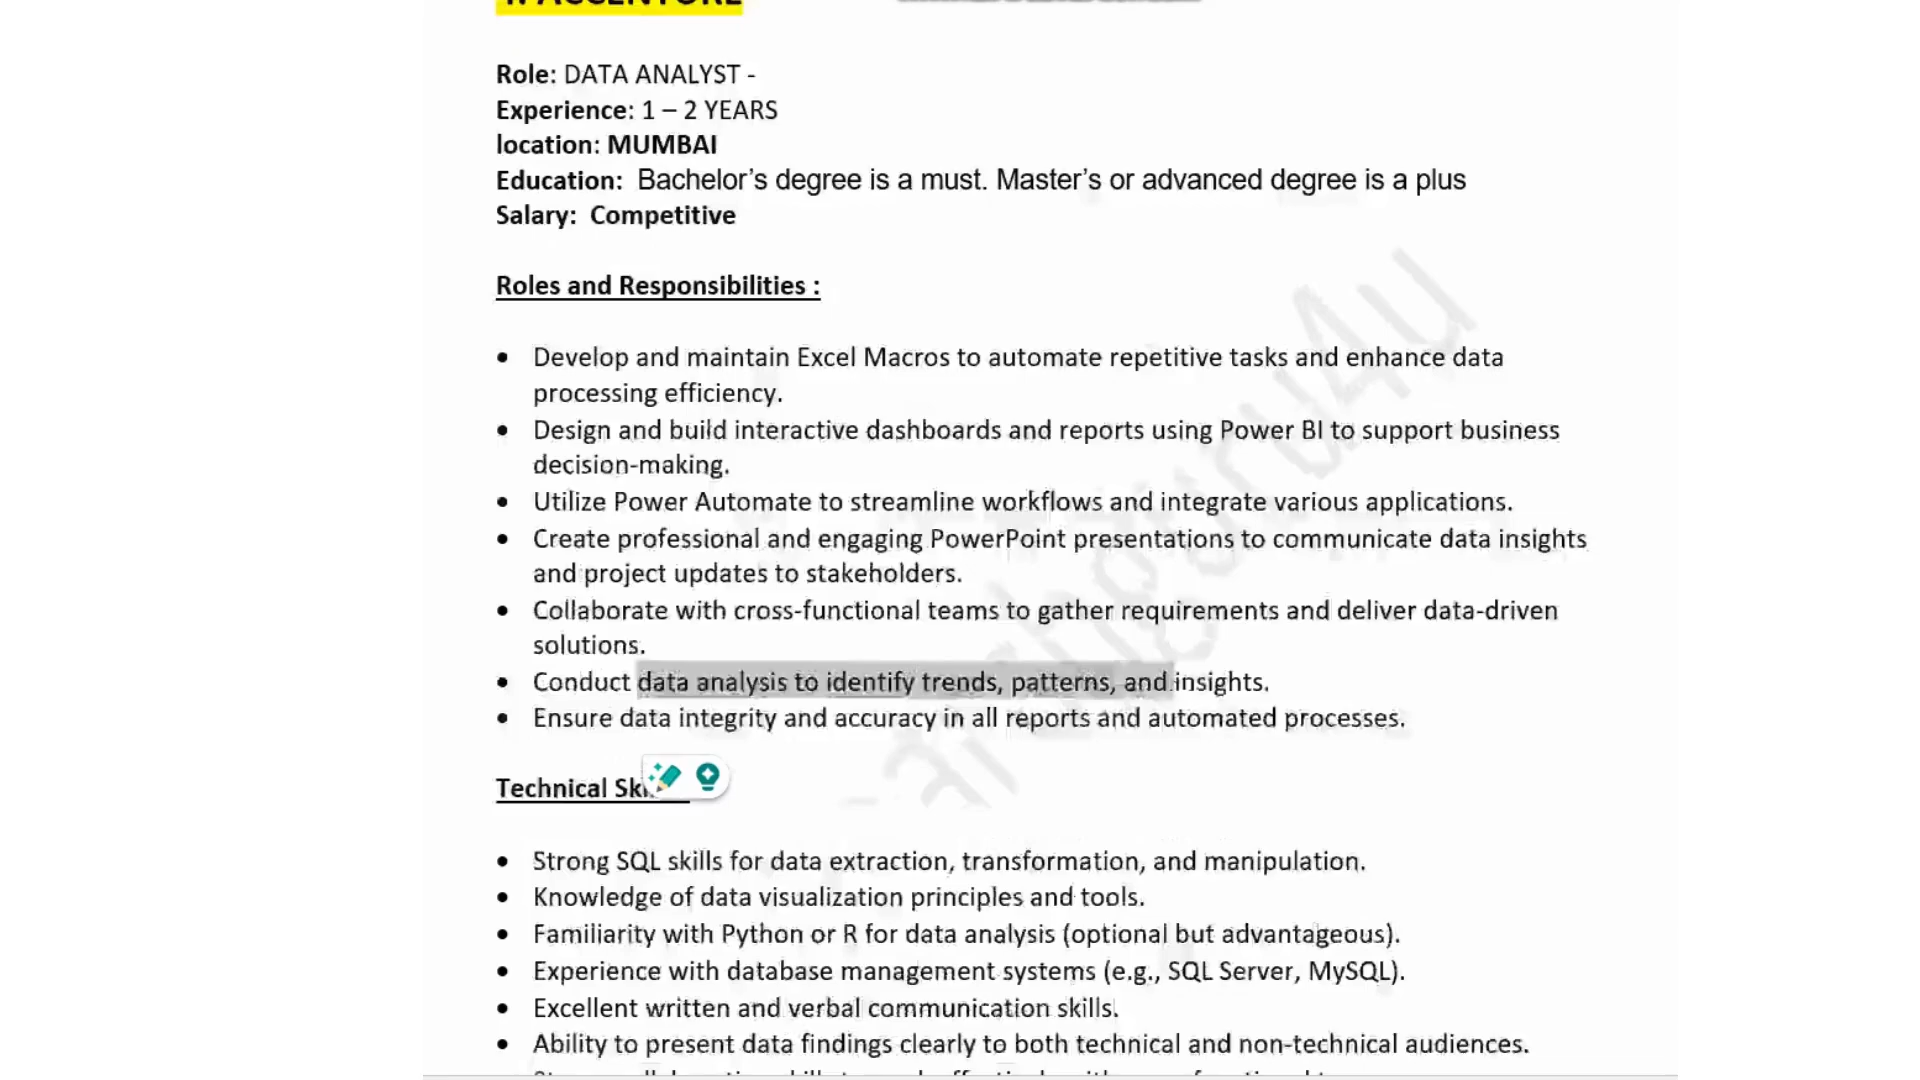 1. ACCENTURE
Role: DATA ANALYST -
Experience: 1 – 2 YEARS
location: MUMBAI
Education: Bachelor's degree is a must. Master's or advanced degree is a plus
Salary: Competitive
Roles and Responsibilities :
• Develop and maintain Excel Macros to automate repetitive tasks and enhance data
processing efficiency.
• Design and build interactive dashboards and reports using Power BI to support business
decision-making.
• Utilize Power Automate to streamline workflows and integrate various applications.
• Create professional and engaging PowerPoint presentations to communicate data insights
and project updates to stakeholders.
• Collaborate with cross-functional teams to gather requirements and deliver data-driven
solutions.
• Conduct data analysis to identify trends, patterns, and insights.
• Ensure data integrity and accuracy in all reports and automated processes.
Technical
• Strong SQL skills for data extraction, transformation, and manipulation.
• Knowledge of data visualization principles and tools.
• Familiarity with Python or R for data analysis (optional but advantageous).
• Experience with database management systems (e.g., SQL Server, MySQL).
• Excellent written and verbal communication skills.
• Ability to present data findings clearly to both technical and non-technical audiences.